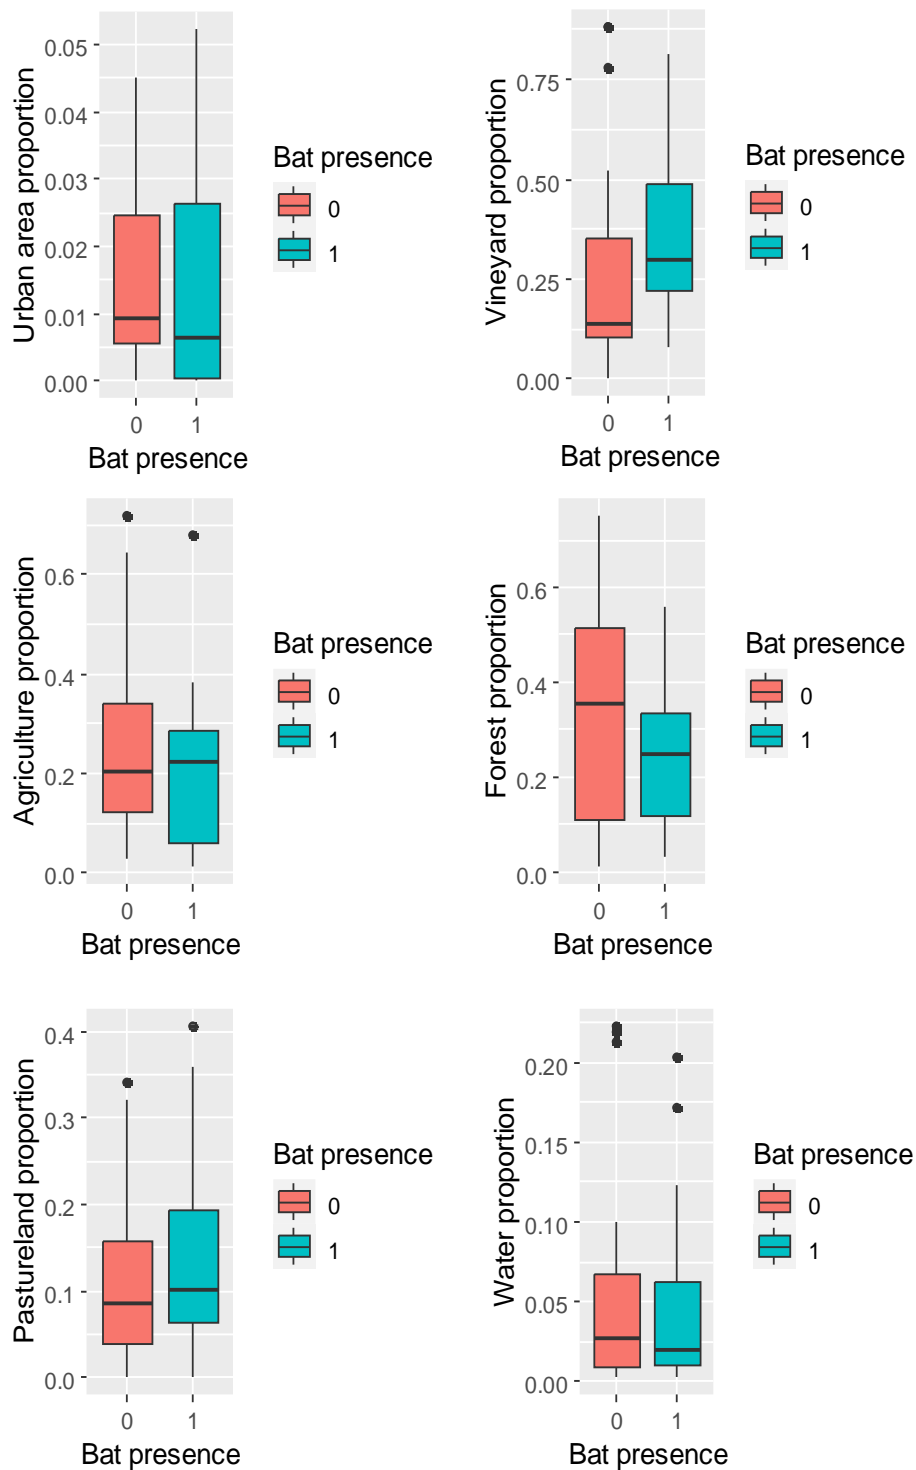 Urban area proportion
0.05
0.04
0.03
0.02
0.01
0.00
0 1
Bat presence
Bat presence
0
1
Vineyard proportion
0.75
0.50
0.25
0.00
0 1
Bat presence
Bat presence
0
1
Agriculture proportion
0.6
0.4
0.2
0.0
0 1
Bat presence
Bat presence
0
1
Forest proportion
0.6
0.4
0.2
0.0
0 1
Bat presence
Bat presence
0
1
Pastureland proportion
0.4
0.3
0.2
0.1
0.0
0 1
Bat presence
Bat presence
0
1
Water proportion
0.20
0.15
0.10
0.05
0.00
0 1
Bat presence
Bat presence
0
1